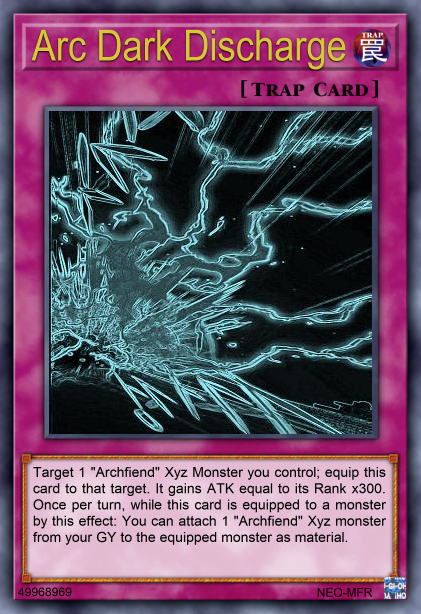 Arc Dark Discharge
TRAP
罠
[ TRAP CARD ]
Target 1 "Archfiend" Xyz Monster you control; equip this
card to that target. It gains ATK equal to its Rank x300.
Once per turn, while this card is equipped to a monster
by this effect: You can attach 1 "Archfiend" Xyz monster
from your GY to the equipped monster as material.
49968969
NEO-MFR